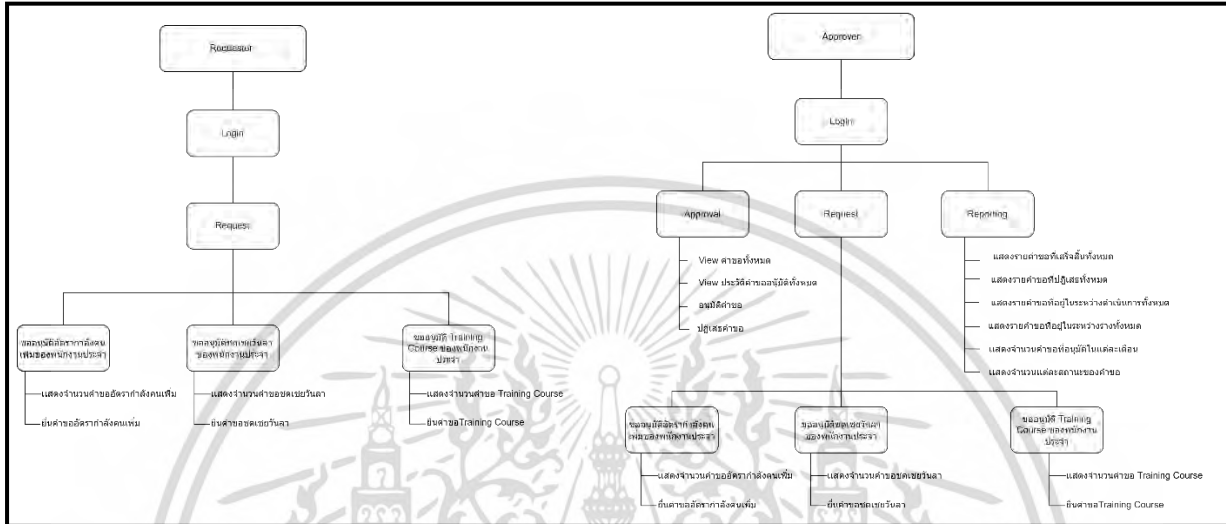 Requester
Login
Request
ขออนุมัติอัตรากำลังคน
เพิ่มของพนักงานประจำ
แสดงจำนวนคำขออัตรากำลังคนเพิ่ม
ยื่นคำขออัตรากำลังคนเพิ่ม
ขออนุมัติชดเชยวันลา
ของพนักงานประจำ
แสดงจำนวนคำขอชดเชยวันลา
ยื่นคำขอชดเชยวันลา
ขออนุมัติ Training
Course ของพนักงาน
ประจำ
แสดงจำนวนคำขอ Training Course
ยื่นคำขอTraining Course
Approver
Login
Approval
View คำขอทั้งหมด
View ประวัติคำขออนุมัติทั้งหมด
อนุมัติคำขอ
ปฏิเสธคำขอ
Request
ขออนุมัติอัตรากำลังคน
เพิ่มของพนักงานประจำ
แสดงจำนวนคำขออัตรากำลังคนเพิ่ม
ยื่นคำขออัตรากำลังคนเพิ่ม
ขออนุมัติชดเชยวันลา
ของพนักงานประจำ
แสดงจำนวนคำขอชดเชยวันลา
ยื่นคำขอชดเชยวันลา
ขออนุมัติ Training
Course ของพนักงาน
ประจำ
แสดงจำนวนคำขอ Training Course
ยื่นคำขอTraining Course
Reporting
แสดงรายคำขอที่เสร็จสิ้นทั้งหมด
แสดงรายคำขอที่ปฏิเสธทั้งหมด
แสดงรายคำขอที่อยู่ในระหว่างดำเนินการทั้งหมด
แสดงรายคำขอที่อยู่ในระหว่างร่างทั้งหมด
แสดงจำนวนคำขอที่อนุมัติในแต่ละเดือน
แสดงจำนวนแต่ละสถานะของคำขอ